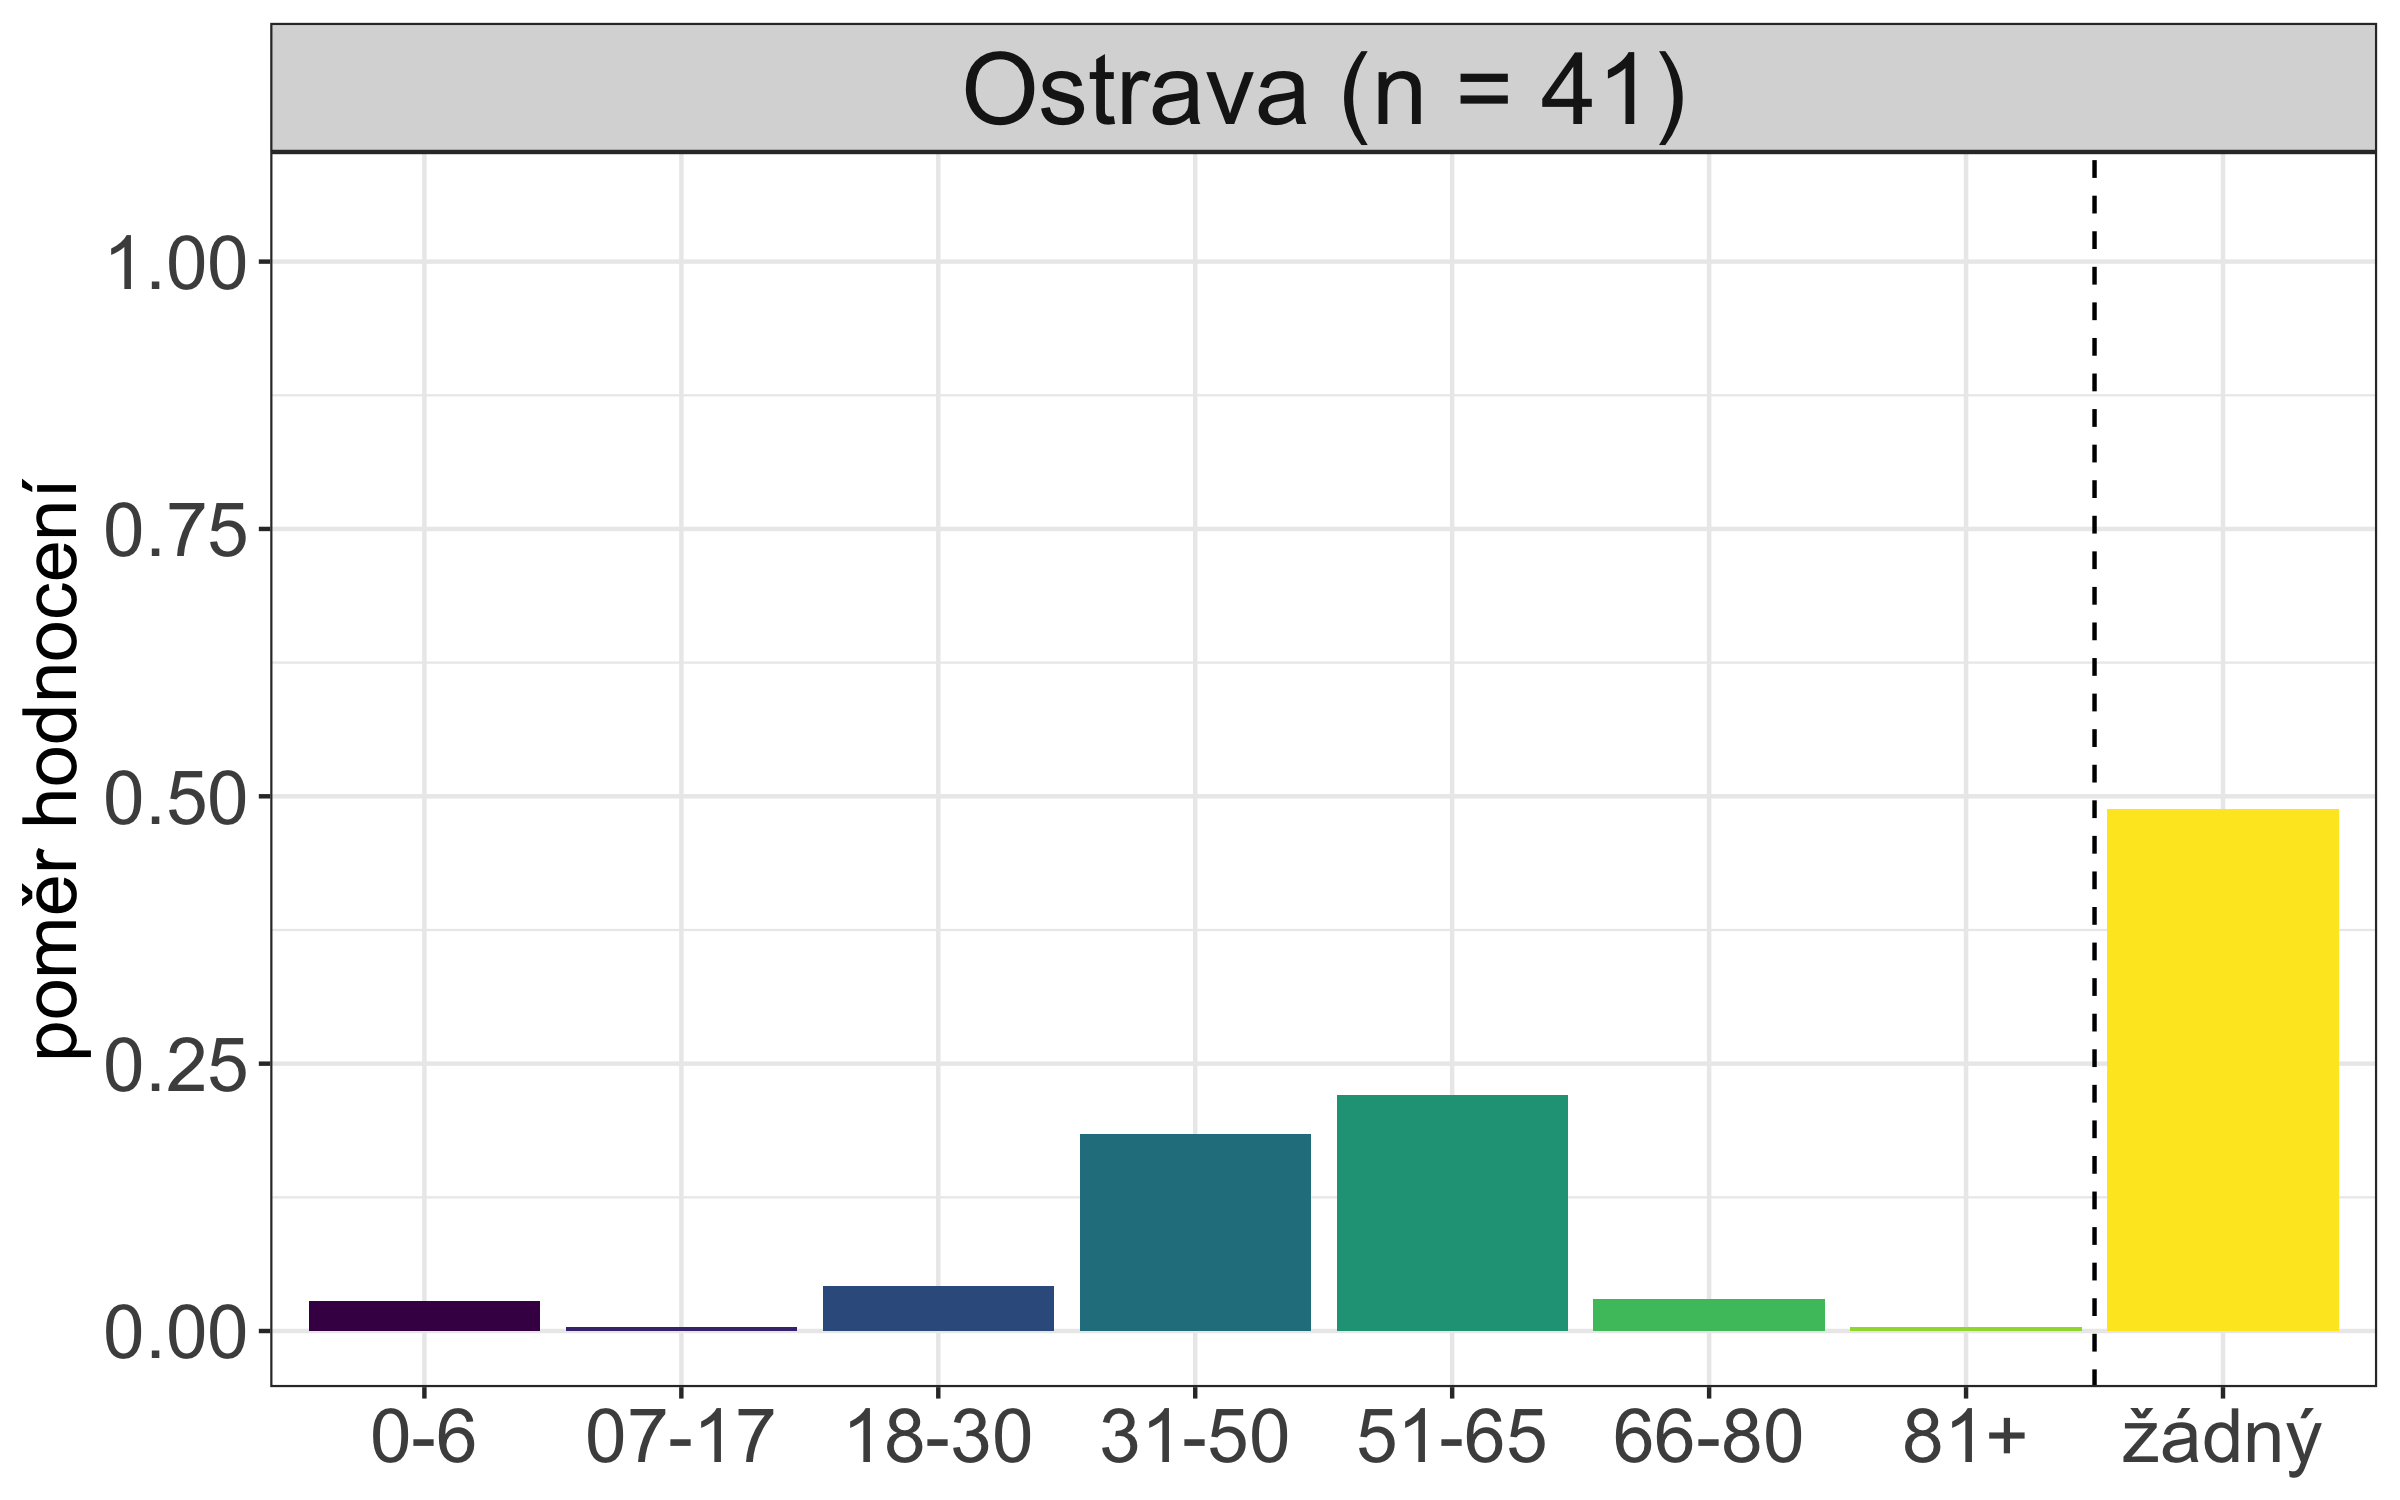 Ostrava (n = 41)
poměr hodnocení
1.00
0.75
0.50
0.25
0.00
0-6 07-17 18-30 31-50 51-65 66-80 81+ žádný